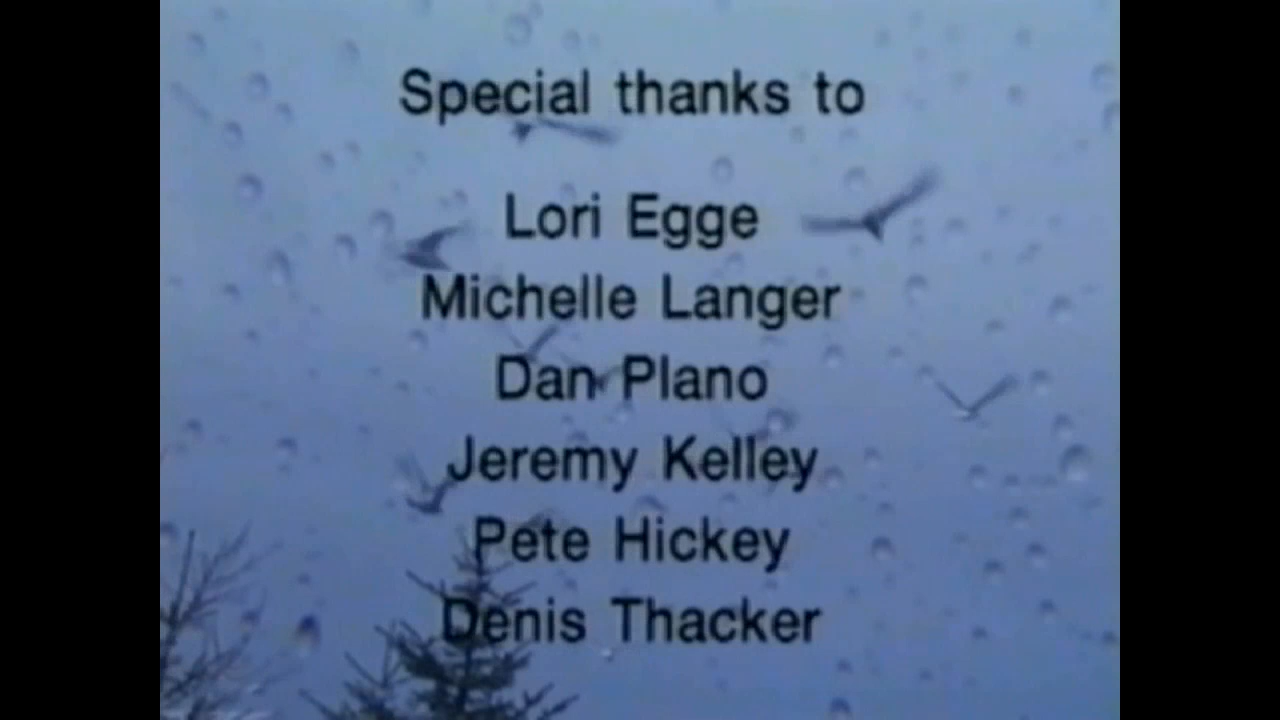 Special thanks to
Lori Egge
Michelle Langer
Dan Plano
Jeremy Kelley
Pete Hickey
Denis Thacker